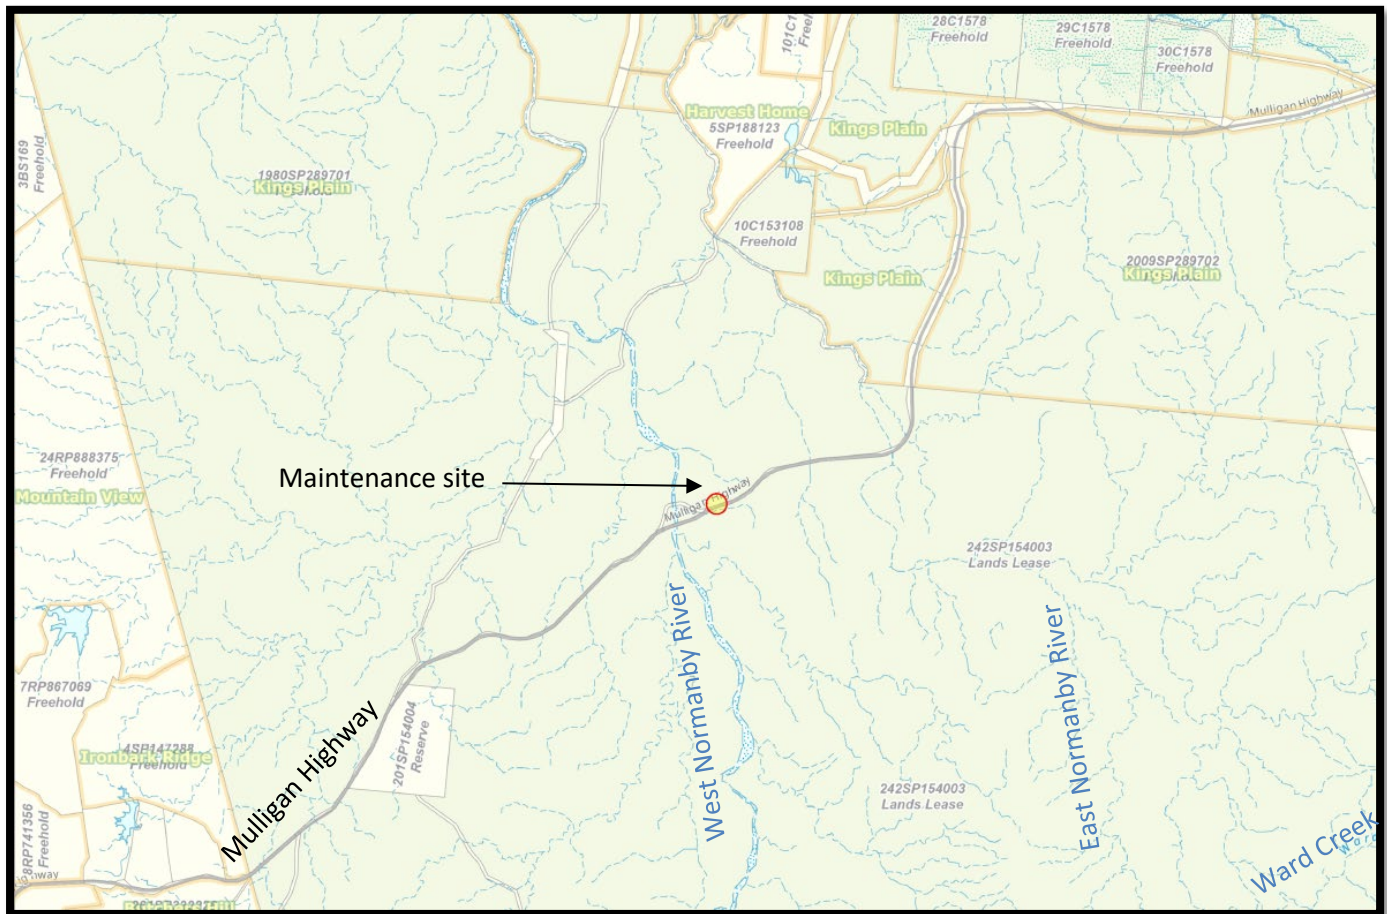 28C1578
Freehold
29C1578
Freehold
30C1578
Freehold
101C1
Freeh
Mulligan Highway
Harvest Home
5SP188123
Freehold
Kings Plain
3BS169
Freehold
1980SP289701
Kings Plain
10C153108
Freehold
2009SP289702
Kings Plain
Kings Plain
24RP888375
Freehold
Mountain View
Maintenance site
Mulligan Highway
242SP154003
Lands Lease
West Normanby River
East Normanby River
7RP867069
Freehold
201SP154004
Reserve
4SP147288
Ironbark Ridge
Freehold
Mulligan Highway
242SP154003
Lands Lease
8RP741356
Freehold
Ward Creek